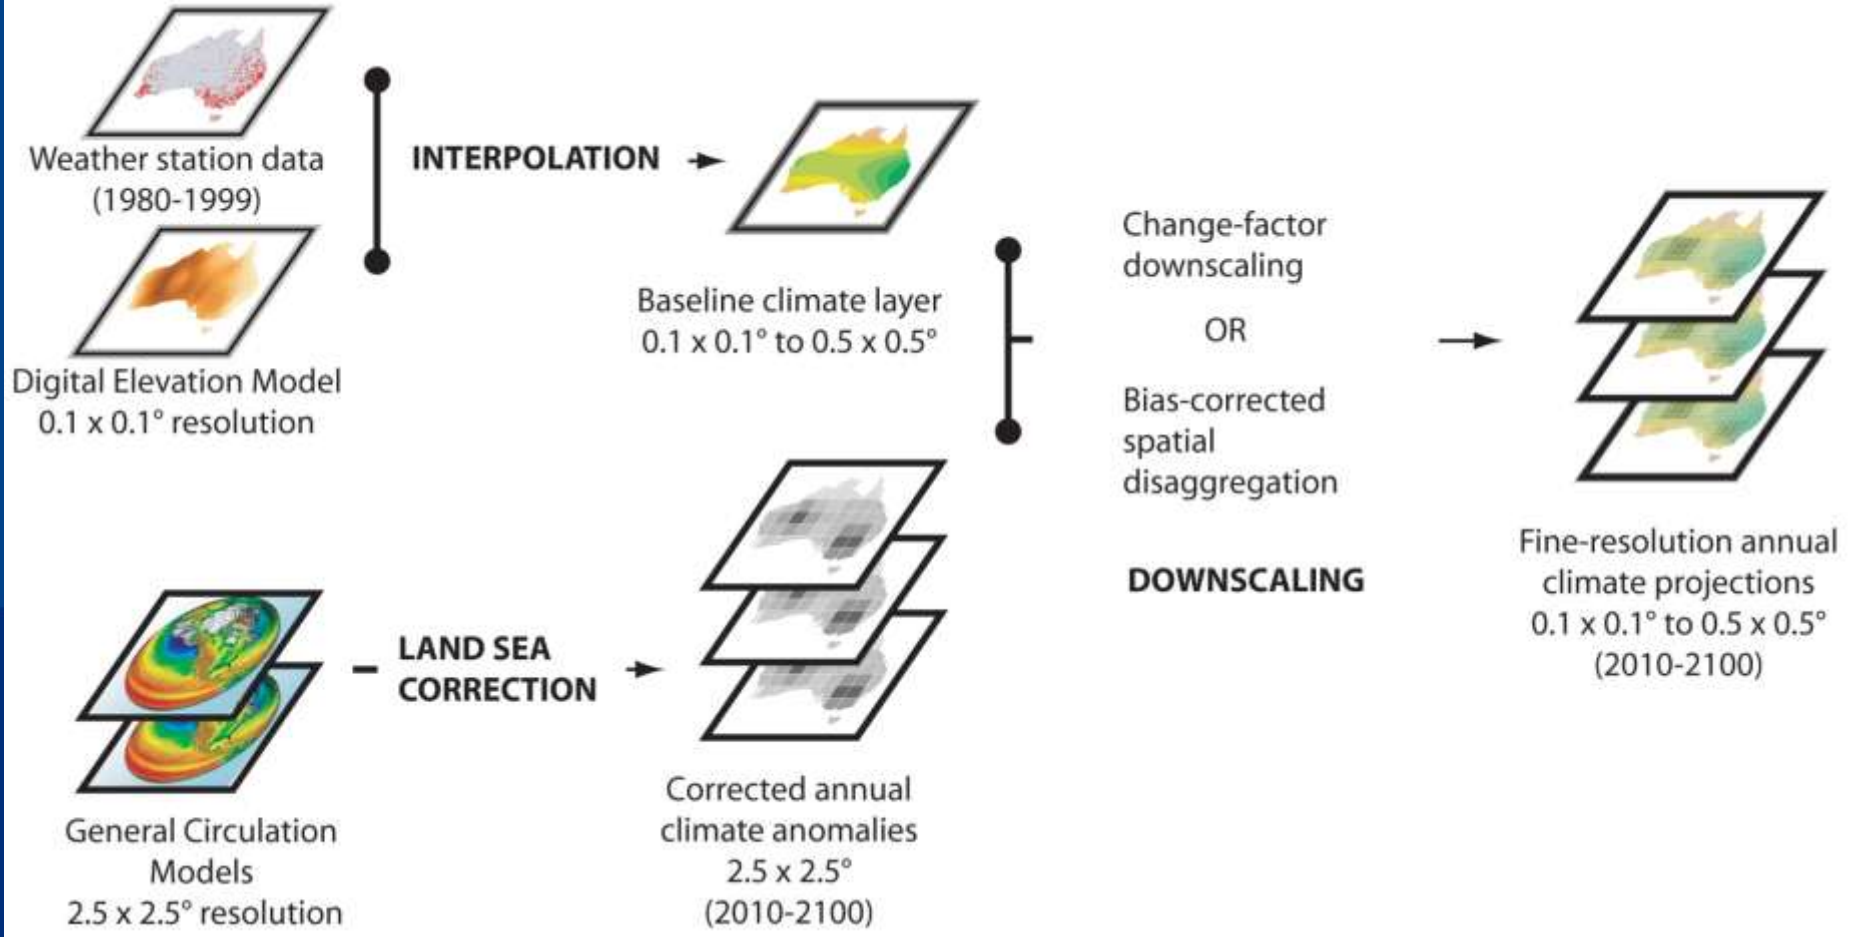 Weather station data
(1980-1999)
Digital Elevation Model
0.1 x 0.1° resolution
INTERPOLATION
Baseline climate layer
0.1 x 0.1° to 0.5 x 0.5°
General Circulation
Models
2.5 x 2.5° resolution
LAND SEA
CORRECTION
Corrected annual
climate anomalies
2.5 x 2.5°
(2010-2100)
Change-factor
downscaling
OR
Bias-corrected
spatial
disaggregation
DOWNSCALING
Fine-resolution annual
climate projections
0.1 x 0.1° to 0.5 x 0.5°
(2010-2100)